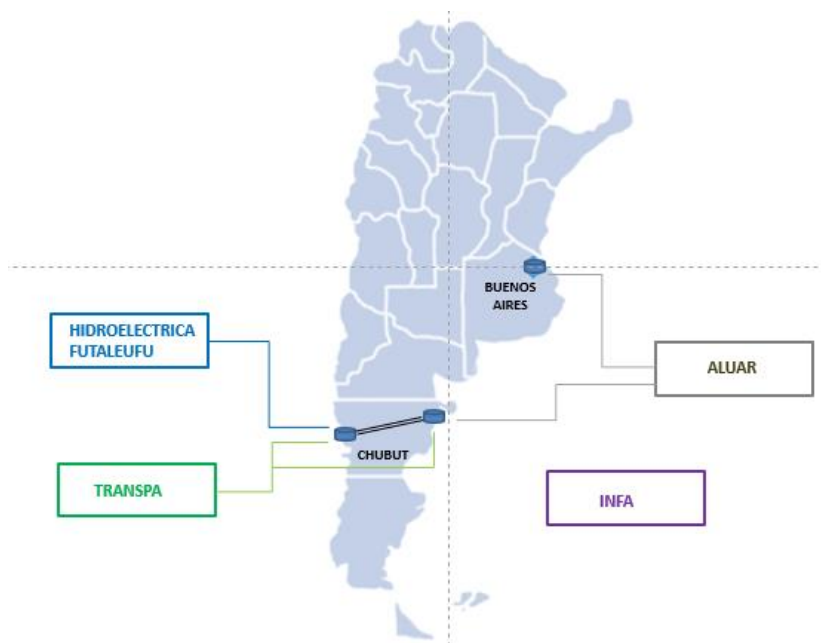 BUENOS
AIRES
HIDROELECTRICA
FUTALEUFU
ALUAR
CHUBUT
TRANSPA
INFA